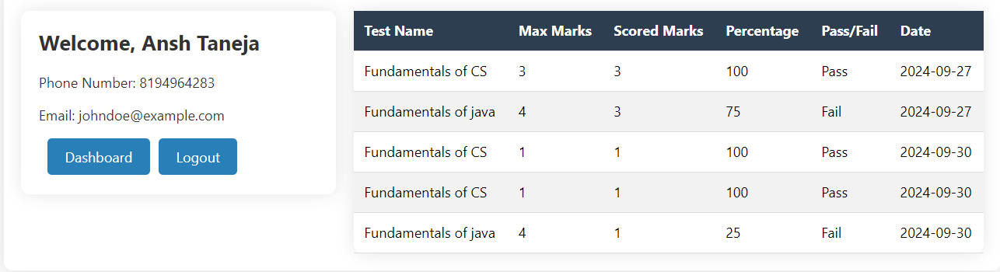 Welcome, Ansh Taneja
Phone Number: 8194964283
Email: johndoe@example.com
Dashboard Logout
Test Name Max Marks Scored Marks Percentage Pass/Fail Date
Fundamentals of CS 3 3 100 Pass 2024-09-27
Fundamentals of java 4 3 75 Fail 2024-09-27
Fundamentals of CS 1 1 100 Pass 2024-09-30
Fundamentals of CS 1 1 100 Pass 2024-09-30
Fundamentals of java 4 1 25 Fail 2024-09-30